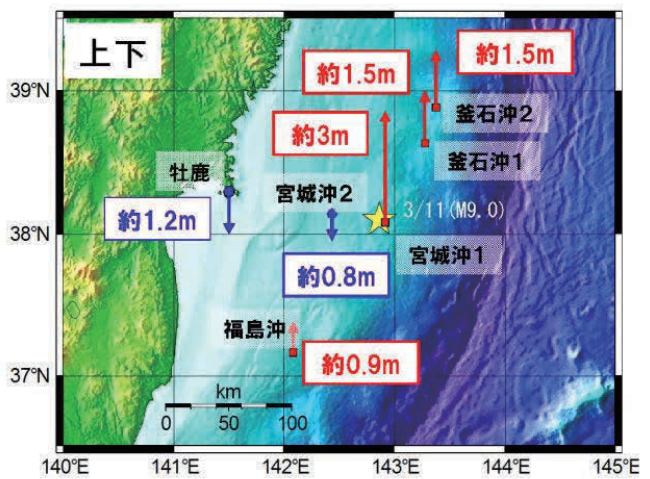 上下
39°N
38°N
37°N
約1.5m
約1.5m
釜石沖2
釜石沖1
約3m
牡鹿
宮城沖2
約1.2m
3/11(M9.0)
宮城沖1
約0.8m
福島沖
約0.9m
km
0 50 100
140°E 141°E 142°E 143°E 144°E 145°E